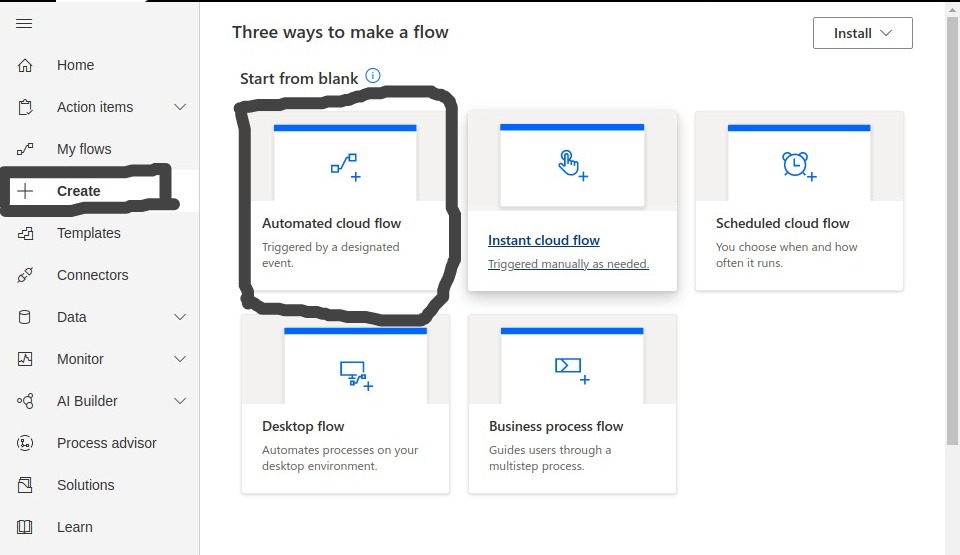 Three ways to make a flow
Install
Home
Start from blank
Action items
My flows
Create
Templates
Connectors
Data
Monitor
AI Builder
Process advisor
Solutions
Learn
Automated cloud flow
Triggered by a designated
event.
Instant cloud flow
Triggered manually as needed.
Scheduled cloud flow
You choose when and how
often it runs.
Desktop flow
Automates processes on your
desktop environment.
Business process flow
Guides users through a
multistep process.